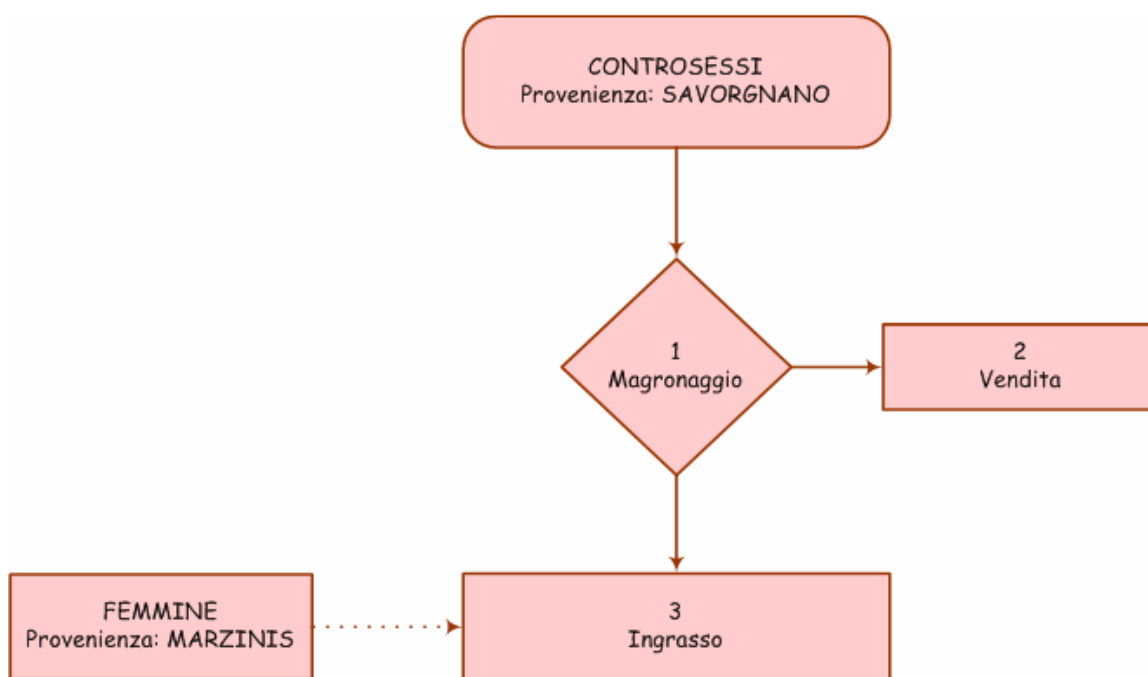 CONTROSESSI
Provenienza: SAVORGNANO
1
Magronaggio
2
Vendita
FEMMINE
Provenienza: MARZINIS
3
Ingrasso